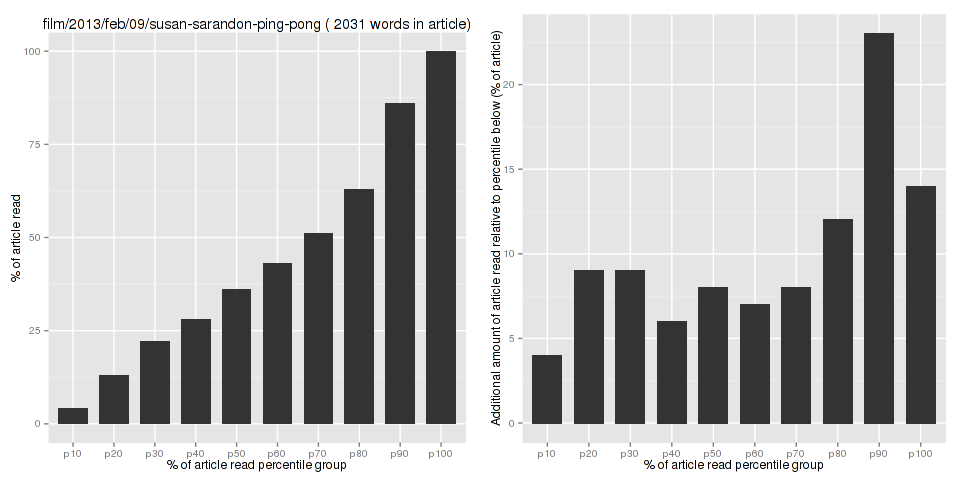 film/2013/feb/09/susan-sarandon-ping-pong ( 2031 words in article)
% of article read
100
75
50
25
0
p10 p20 p30 p40 p50 p60 p70 p80 p90 p100
% of article read percentile group
Additional amount of article read relative to percentile below (% of article)
20
15
10
5
0
p10 p20 p30 p40 p50 p60 p70 p80 p90 p100
% of article read percentile group